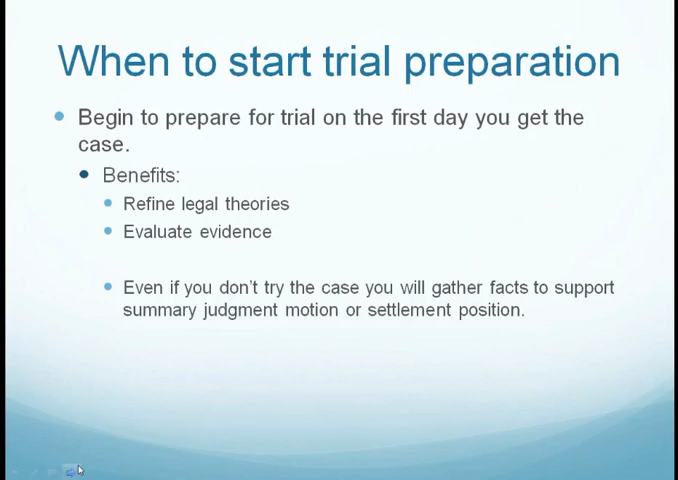 When to start trial preparation
Begin to prepare for trial on the first day you get the
case.
Benefits:
Refine legal theories
Evaluate evidence
Even if you don't try the case you will gather facts to support
summary judgment motion or settlement position.